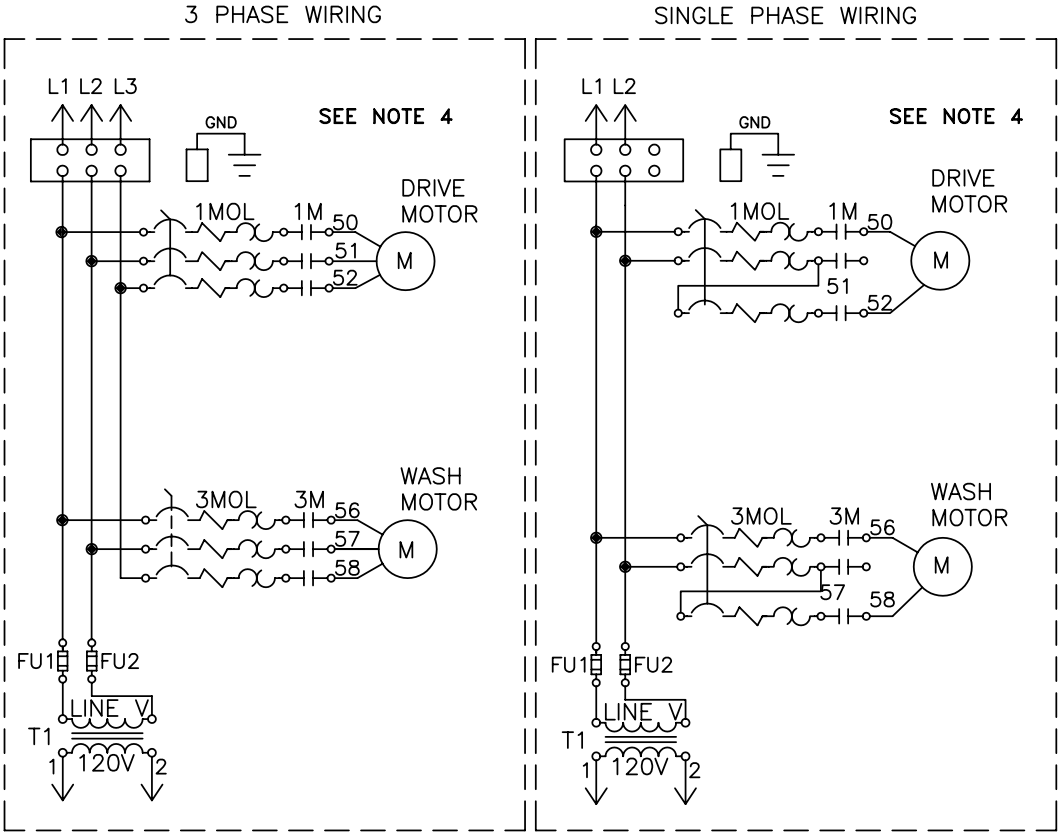 3 PHASE WIRING
L1 L2 L3
SEE NOTE 4
GND
DRIVE
MOTOR
1MOL 1M 50
51
52
M
WASH
MOTOR
3MOL 3M 56
57
58
M
FU1 FU2
LINE V
T1
120V
1 2
SINGLE PHASE WIRING
L1 L2
SEE NOTE 4
GND
DRIVE
MOTOR
1MOL 1M 50
51
52
M
WASH
MOTOR
3MOL 3M 56
57
58
M
FU1 FU2
LINE V
T1
120V
1 2